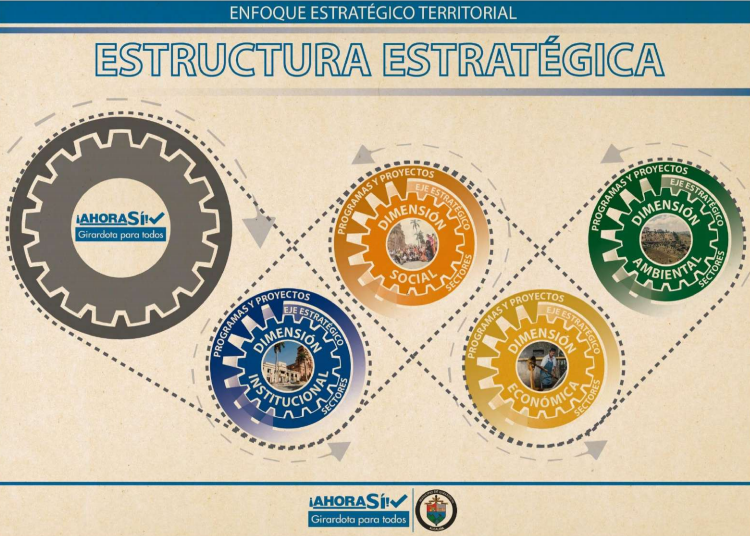 ENFOQUE ESTRATÉGICO TERRITORIAL
ESTRUCTURA ESTRATÉGICA
¡AHORA SÍ!
Girardota para todos
PROGRAMAS Y PROYECTOS
EJE ESTRATÉGICO
DIMENSIÓN
SOCIAL
SECTORES
PROGRAMAS Y PROYECTOS
EJE ESTRATÉGICO
DIMENSIÓN
AMBIENTAL
SECTORES
PROGRAMAS Y PROYECTOS
EJE ESTRATÉGICO
DIMENSIÓN
INSTITUCIONAL
SECTORES
PROGRAMAS Y PROYECTOS
EJE ESTRATÉGICO
DIMENSIÓN
ECONÓMICA
SECTORES
¡AHORA SÍ!
Girardota para todos